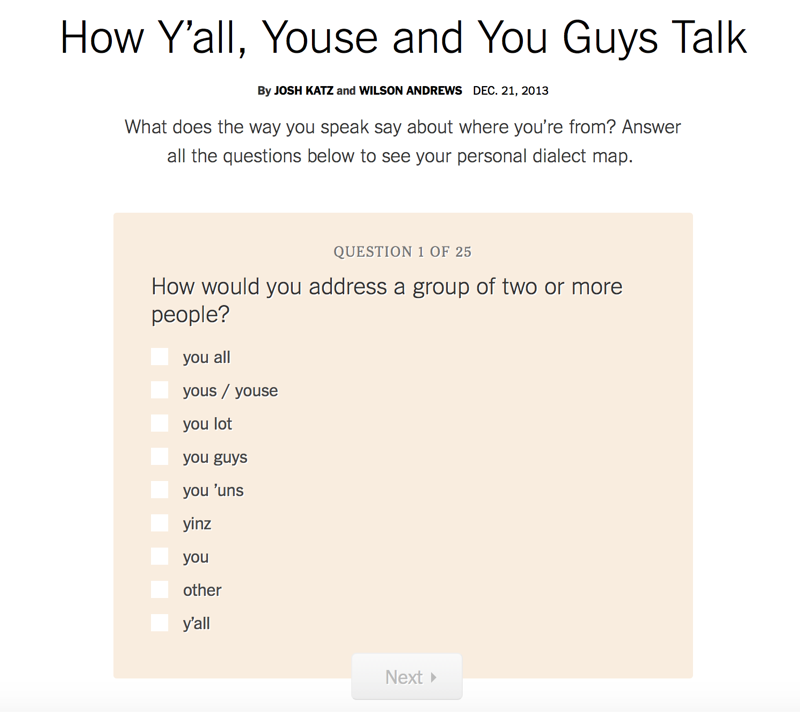 How Y’all, Youse and You Guys Talk
By JOSH KATZ and WILSON ANDREWS DEC. 21, 2013
What does the way you speak say about where you’re from? Answer
all the questions below to see your personal dialect map.
QUESTION 1 OF 25
How would you address a group of two or more
people?
you all
yous / youse
you lot
you guys
you ’uns
yinz
you
other
y’all
Next